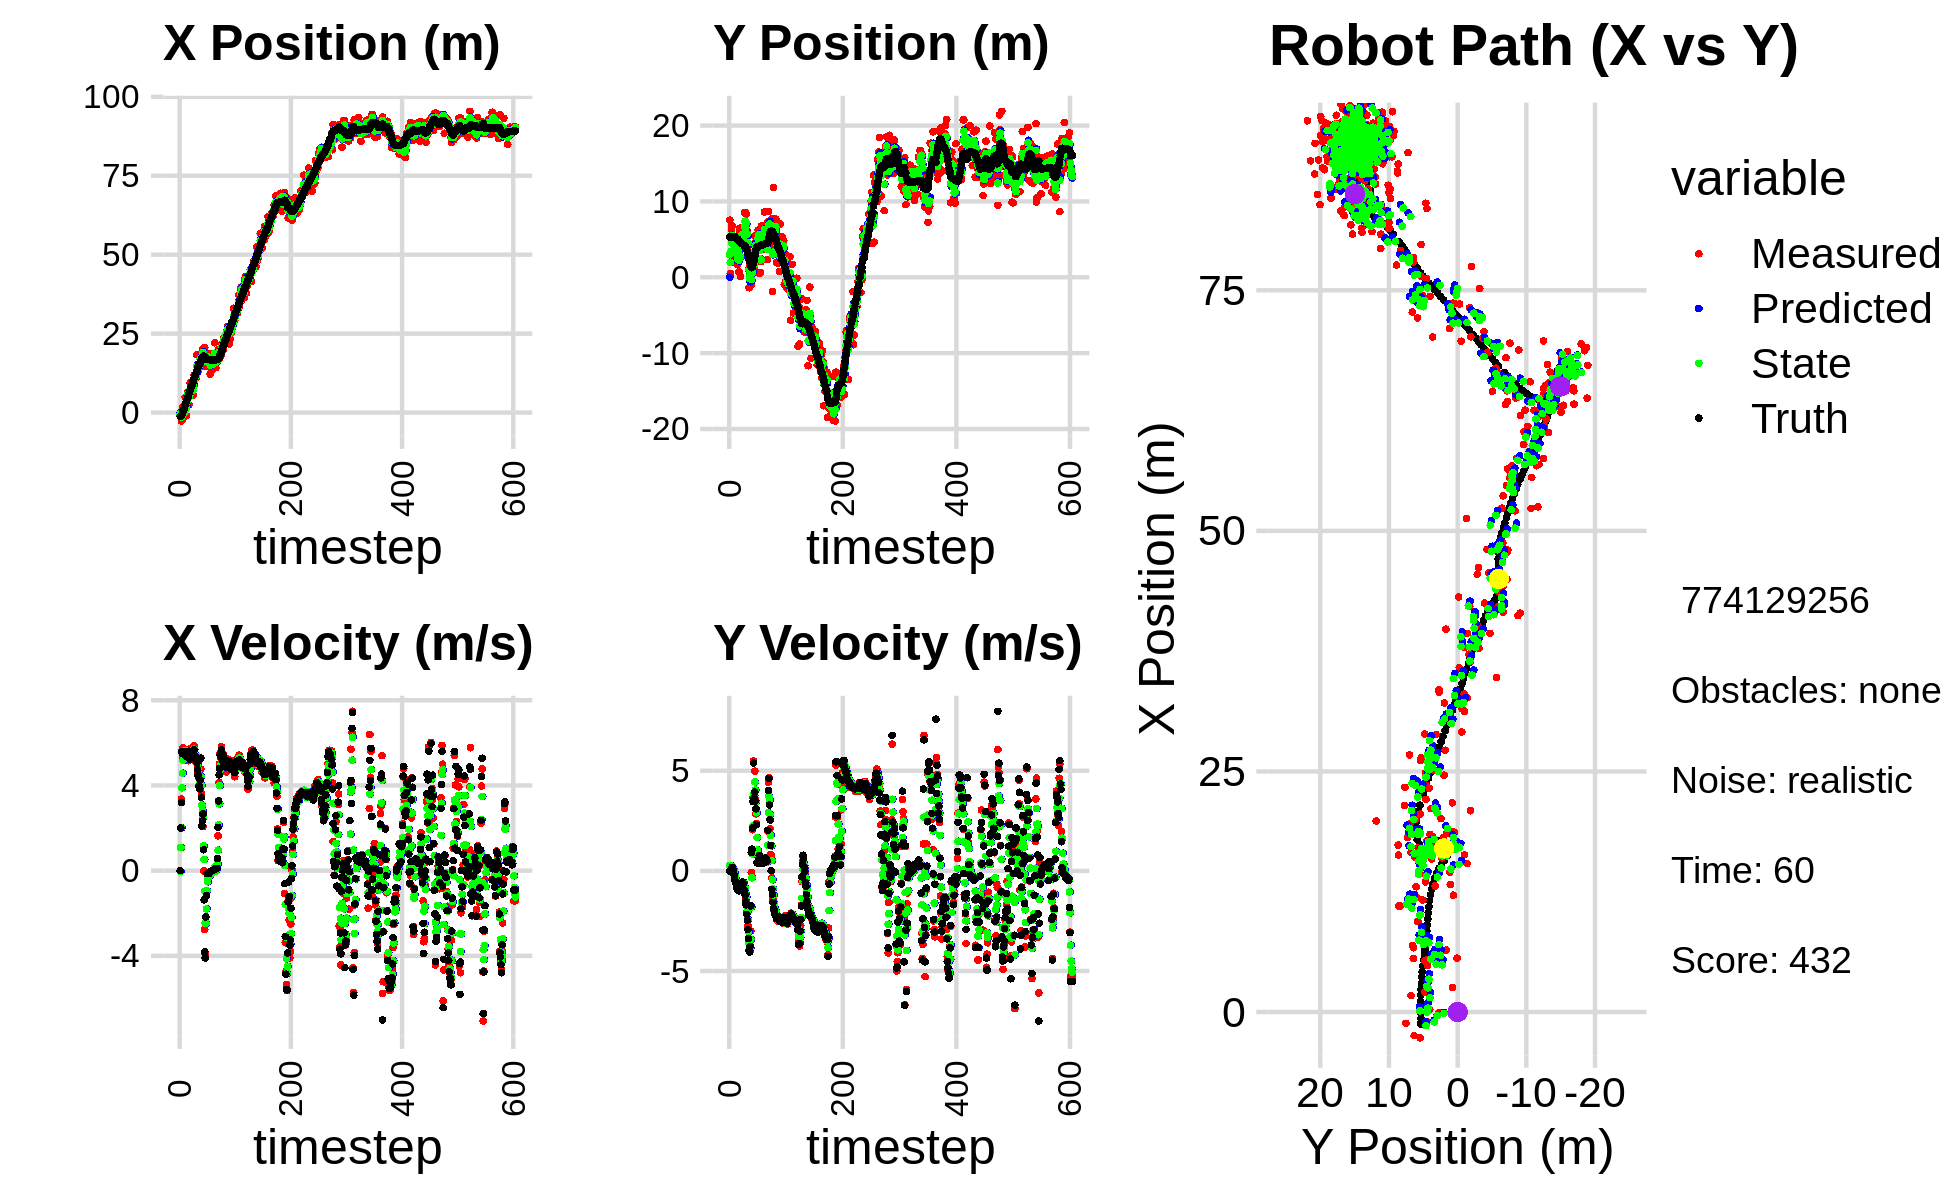 X Position (m)
100
75
50
25
0
0
200
400
600
timestep
Y Position (m)
20
10
0
-10
-20
0
200
400
600
timestep
X Velocity (m/s)
8
4
0
-4
0
200
400
600
timestep
Y Velocity (m/s)
5
0
-5
0
200
400
600
timestep
Robot Path (X vs Y)
X Position (m)
75
50
25
0
20 10 0 -10 -20
Y Position (m)
variable
Measured
Predicted
State
Truth
774129256
Obstacles: none
Noise: realistic
Time: 60
Score: 432